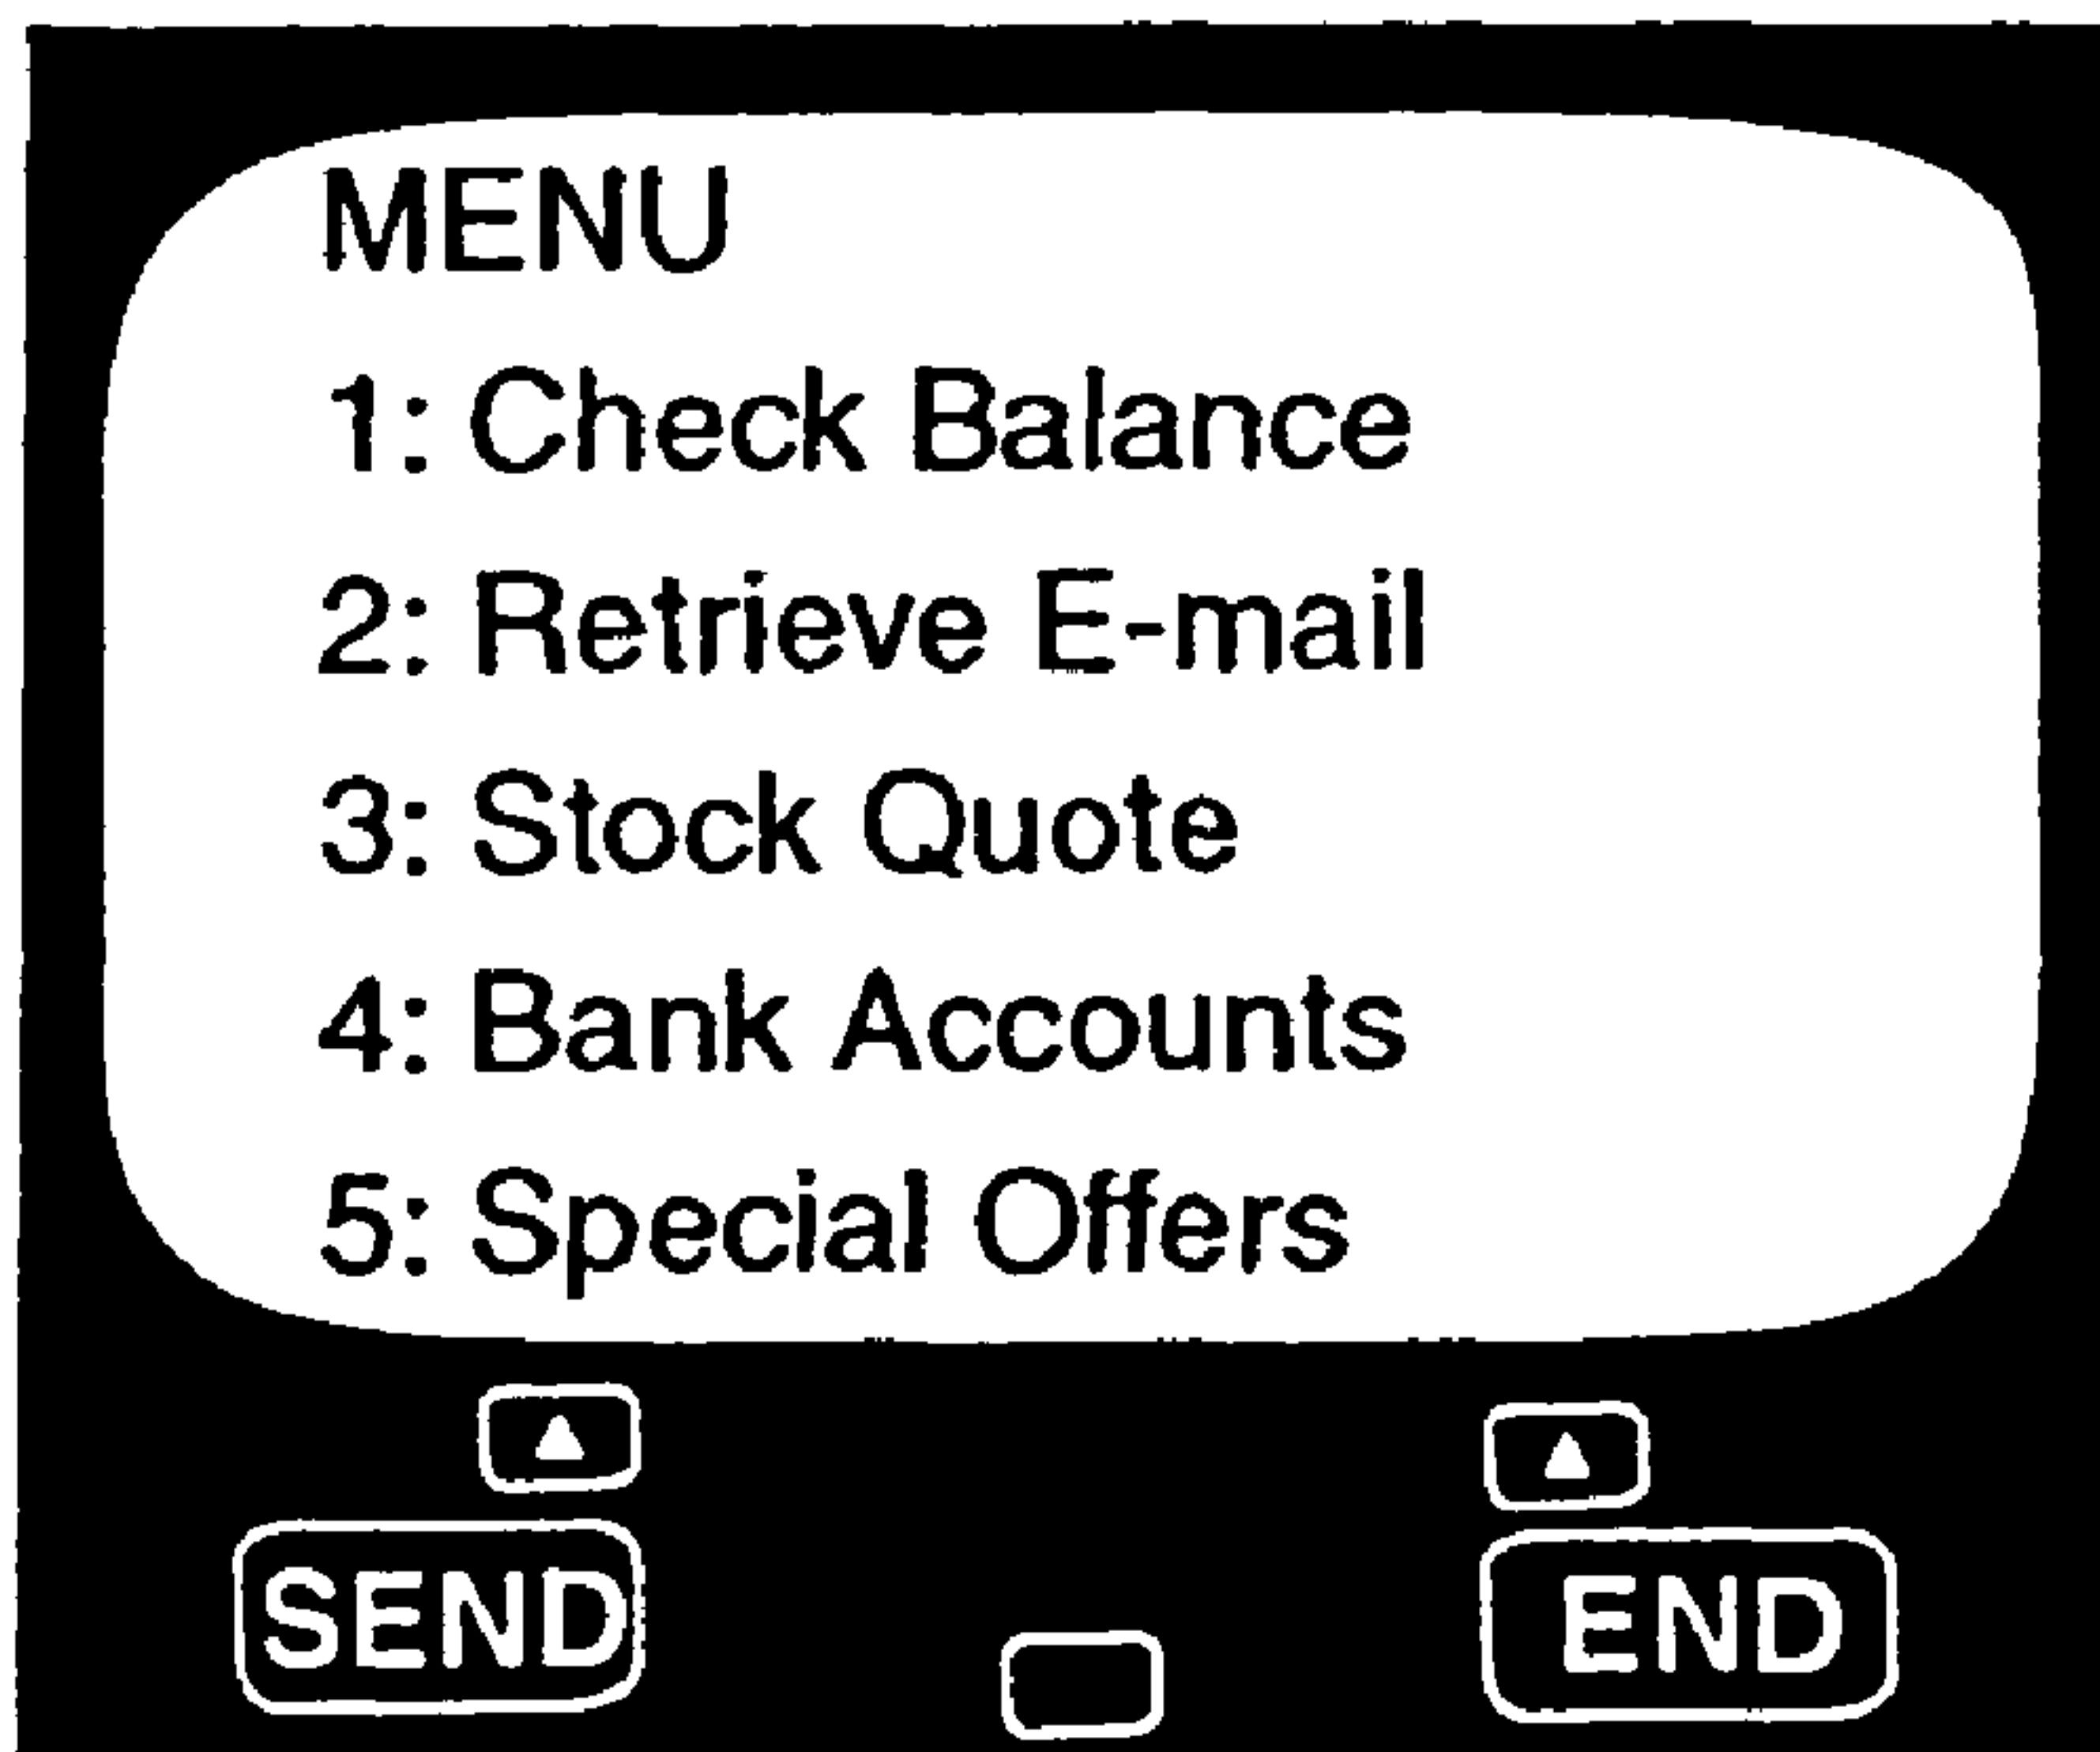 MENU
1: Check Balance
2: Retrieve E-mail
3: Stock Quote
4: Bank Accounts
5: Special Offers
SEND
END